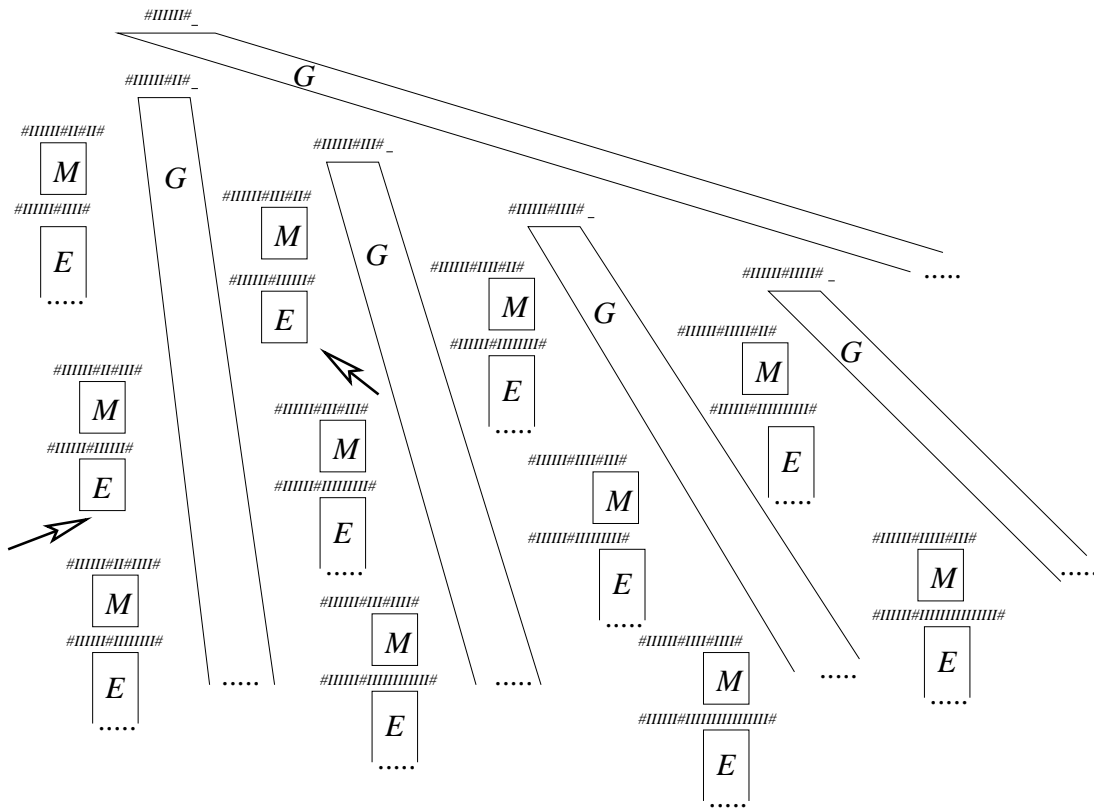 #IIIIII#_
G
#IIIIII#II#_
#IIIIII#II#II#
M
#IIIIII#III#_
G
#IIIIII#III#II#
#IIIIII#IIII#
M
#IIIIII#IIII#_
E
.....
G
#IIIIII#IIII#II#
#IIIIII#IIIIII#
M
#IIIIII#IIIII#_
.....
E
G
#IIIIII#IIIII#II#
#IIIIII#IIIIIIII#
M
G
E
#IIIIII#II#III#
M
#IIIIII#III#III#
#IIIIII#IIIIIIIIII#
.....
M
#IIIIII#IIIIII#
#IIIIII#IIII#III#
E
E
.....
#IIIIII#IIIIIIIII#
M
E
#IIIIII#IIIIIIIII#
#IIIIII#IIIII#III#
.....
#IIIIII#II#IIII#
M
E
M
.....
#IIIIII#III#IIII#
.....
#IIIIII#IIIIIIII#
M
#IIIIII#IIII#IIII#
#IIIIII#IIIIIIIIIIIIIII#
E
#IIIIII#IIIIIIIIIIII#
.....
.....
M
.....
E
.....
.....
E
#IIIIII#IIIIIIIIIIIIIII#
.....
E
.....